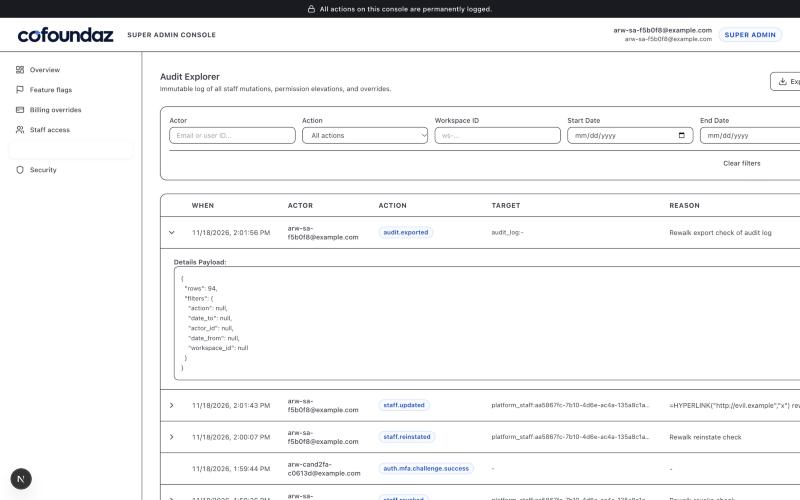 All actions on this console are permanently logged.
cofoundaz
SUPER ADMIN CONSOLE
arw-sa-f5b0f8@example.com
arw-sa-f5b0f8@example.com
SUPER ADMIN
Overview
Feature flags
Billing overrides
Staff access
Security
Audit Explorer
Immutable log of all staff mutations, permission elevations, and overrides.
Exp
Actor
Action
Workspace ID
Start Date
End Date
Email or user ID...
All actions
ws-...
mm/dd/yyyy
mm/dd/yyyy
Clear filters
WHEN
ACTOR
ACTION
TARGET
REASON
11/18/2026, 2:01:56 PM
arw-sa-
f5b0f8@example.com
audit.exported
audit_log:-
Rewalk export check of audit log
Details Payload:
{
"rows": 94,
"filters": {
"action": null,
"date_to": null,
"actor_id": null,
"date_from": null,
"workspace_id": null
}
}
11/18/2026, 2:01:43 PM
arw-sa-
f5b0f8@example.com
staff.updated
platform_staff:aa5867fc-7b10-4d6e-ac4a-135a8c1a...
=HYPERLINK("http://evil.example","x") rev
11/18/2026, 2:00:07 PM
arw-sa-
f5b0f8@example.com
staff.reinstated
platform_staff:aa5867fc-7b10-4d6e-ac4a-135a8c1a...
Rewalk reinstate check
11/18/2026, 1:59:44 PM
arw-cand2fa-
c0613d@example.com
auth.mfa.challenge.success
-
-
arw-sa-
N